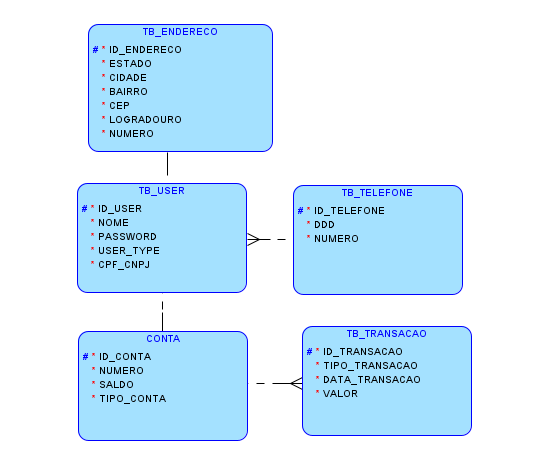 TB_ENDERECO
# * ID_ENDERECO
* ESTADO
* CIDADE
* BAIRRO
* CEP
* LOGRADOURO
* NUMERO
TB_USER
# * ID_USER
* NOME
* PASSWORD
* USER_TYPE
* CPF_CNPJ
TB_TELEFONE
# * ID_TELEFONE
* DDD
* NUMERO
CONTA
# * ID_CONTA
* NUMERO
* SALDO
* TIPO_CONTA
TB_TRANSACAO
# * ID_TRANSACAO
* TIPO_TRANSACAO
* DATA_TRANSACAO
* VALOR